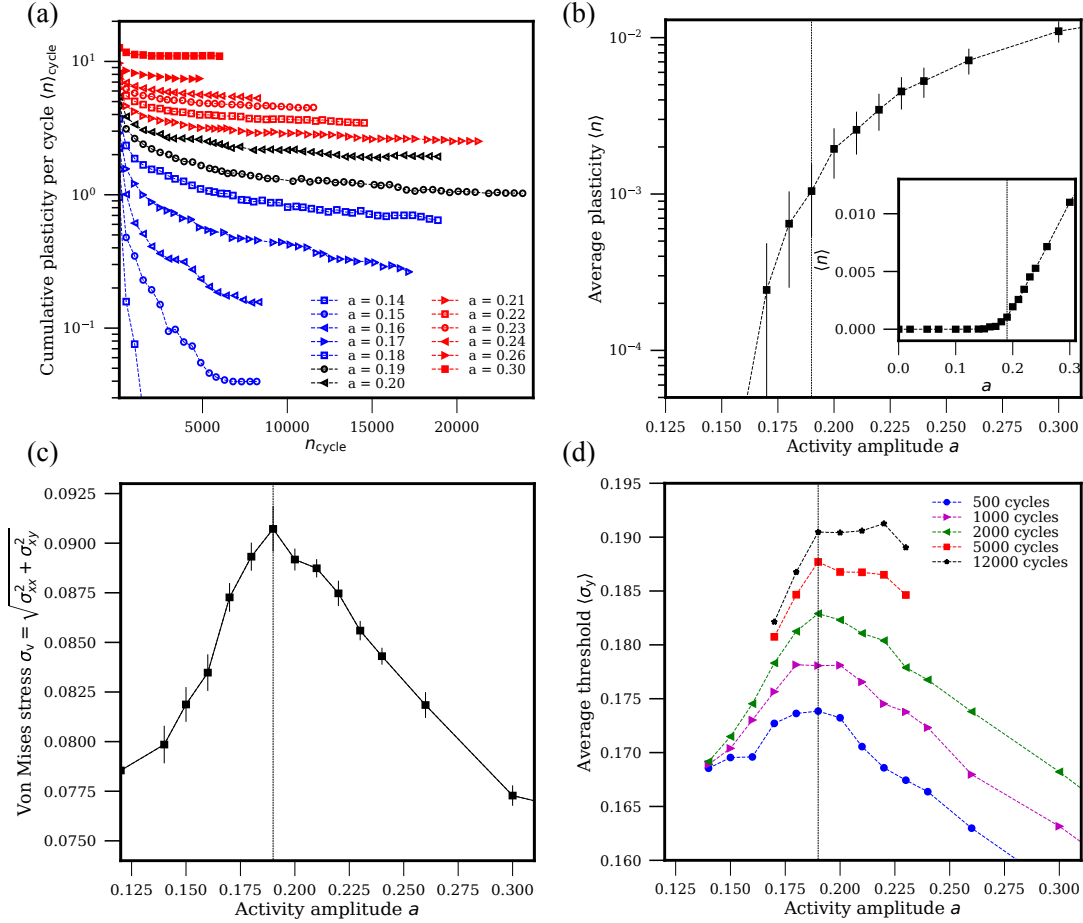 (a)
Cumulative plasticity per cycle ⟨n⟩cycle
10¹
10⁰
10⁻¹
5000
10000
15000
20000
ncycle
a = 0.14
a = 0.15
a = 0.16
a = 0.17
a = 0.18
a = 0.19
a = 0.20
a = 0.21
a = 0.22
a = 0.23
a = 0.24
a = 0.26
a = 0.30
(b)
Average plasticity ⟨n⟩
10⁻²
10⁻³
10⁻⁴
0.125
0.150
0.175
0.200
0.225
0.250
0.275
0.300
Activity amplitude a
⟨n⟩
0.010
0.005
0.000
0.0
0.1
0.2
0.3
a
(c)
Von Mises stress σv = √σ²xx + σ²xy
0.0925
0.0900
0.0875
0.0850
0.0825
0.0800
0.0775
0.0750
0.125
0.150
0.175
0.200
0.225
0.250
0.275
0.300
Activity amplitude a
(d)
Average threshold ⟨σy⟩
0.195
0.190
0.185
0.180
0.175
0.170
0.165
0.160
0.125
0.150
0.175
0.200
0.225
0.250
0.275
0.300
Activity amplitude a
500 cycles
1000 cycles
2000 cycles
5000 cycles
12000 cycles